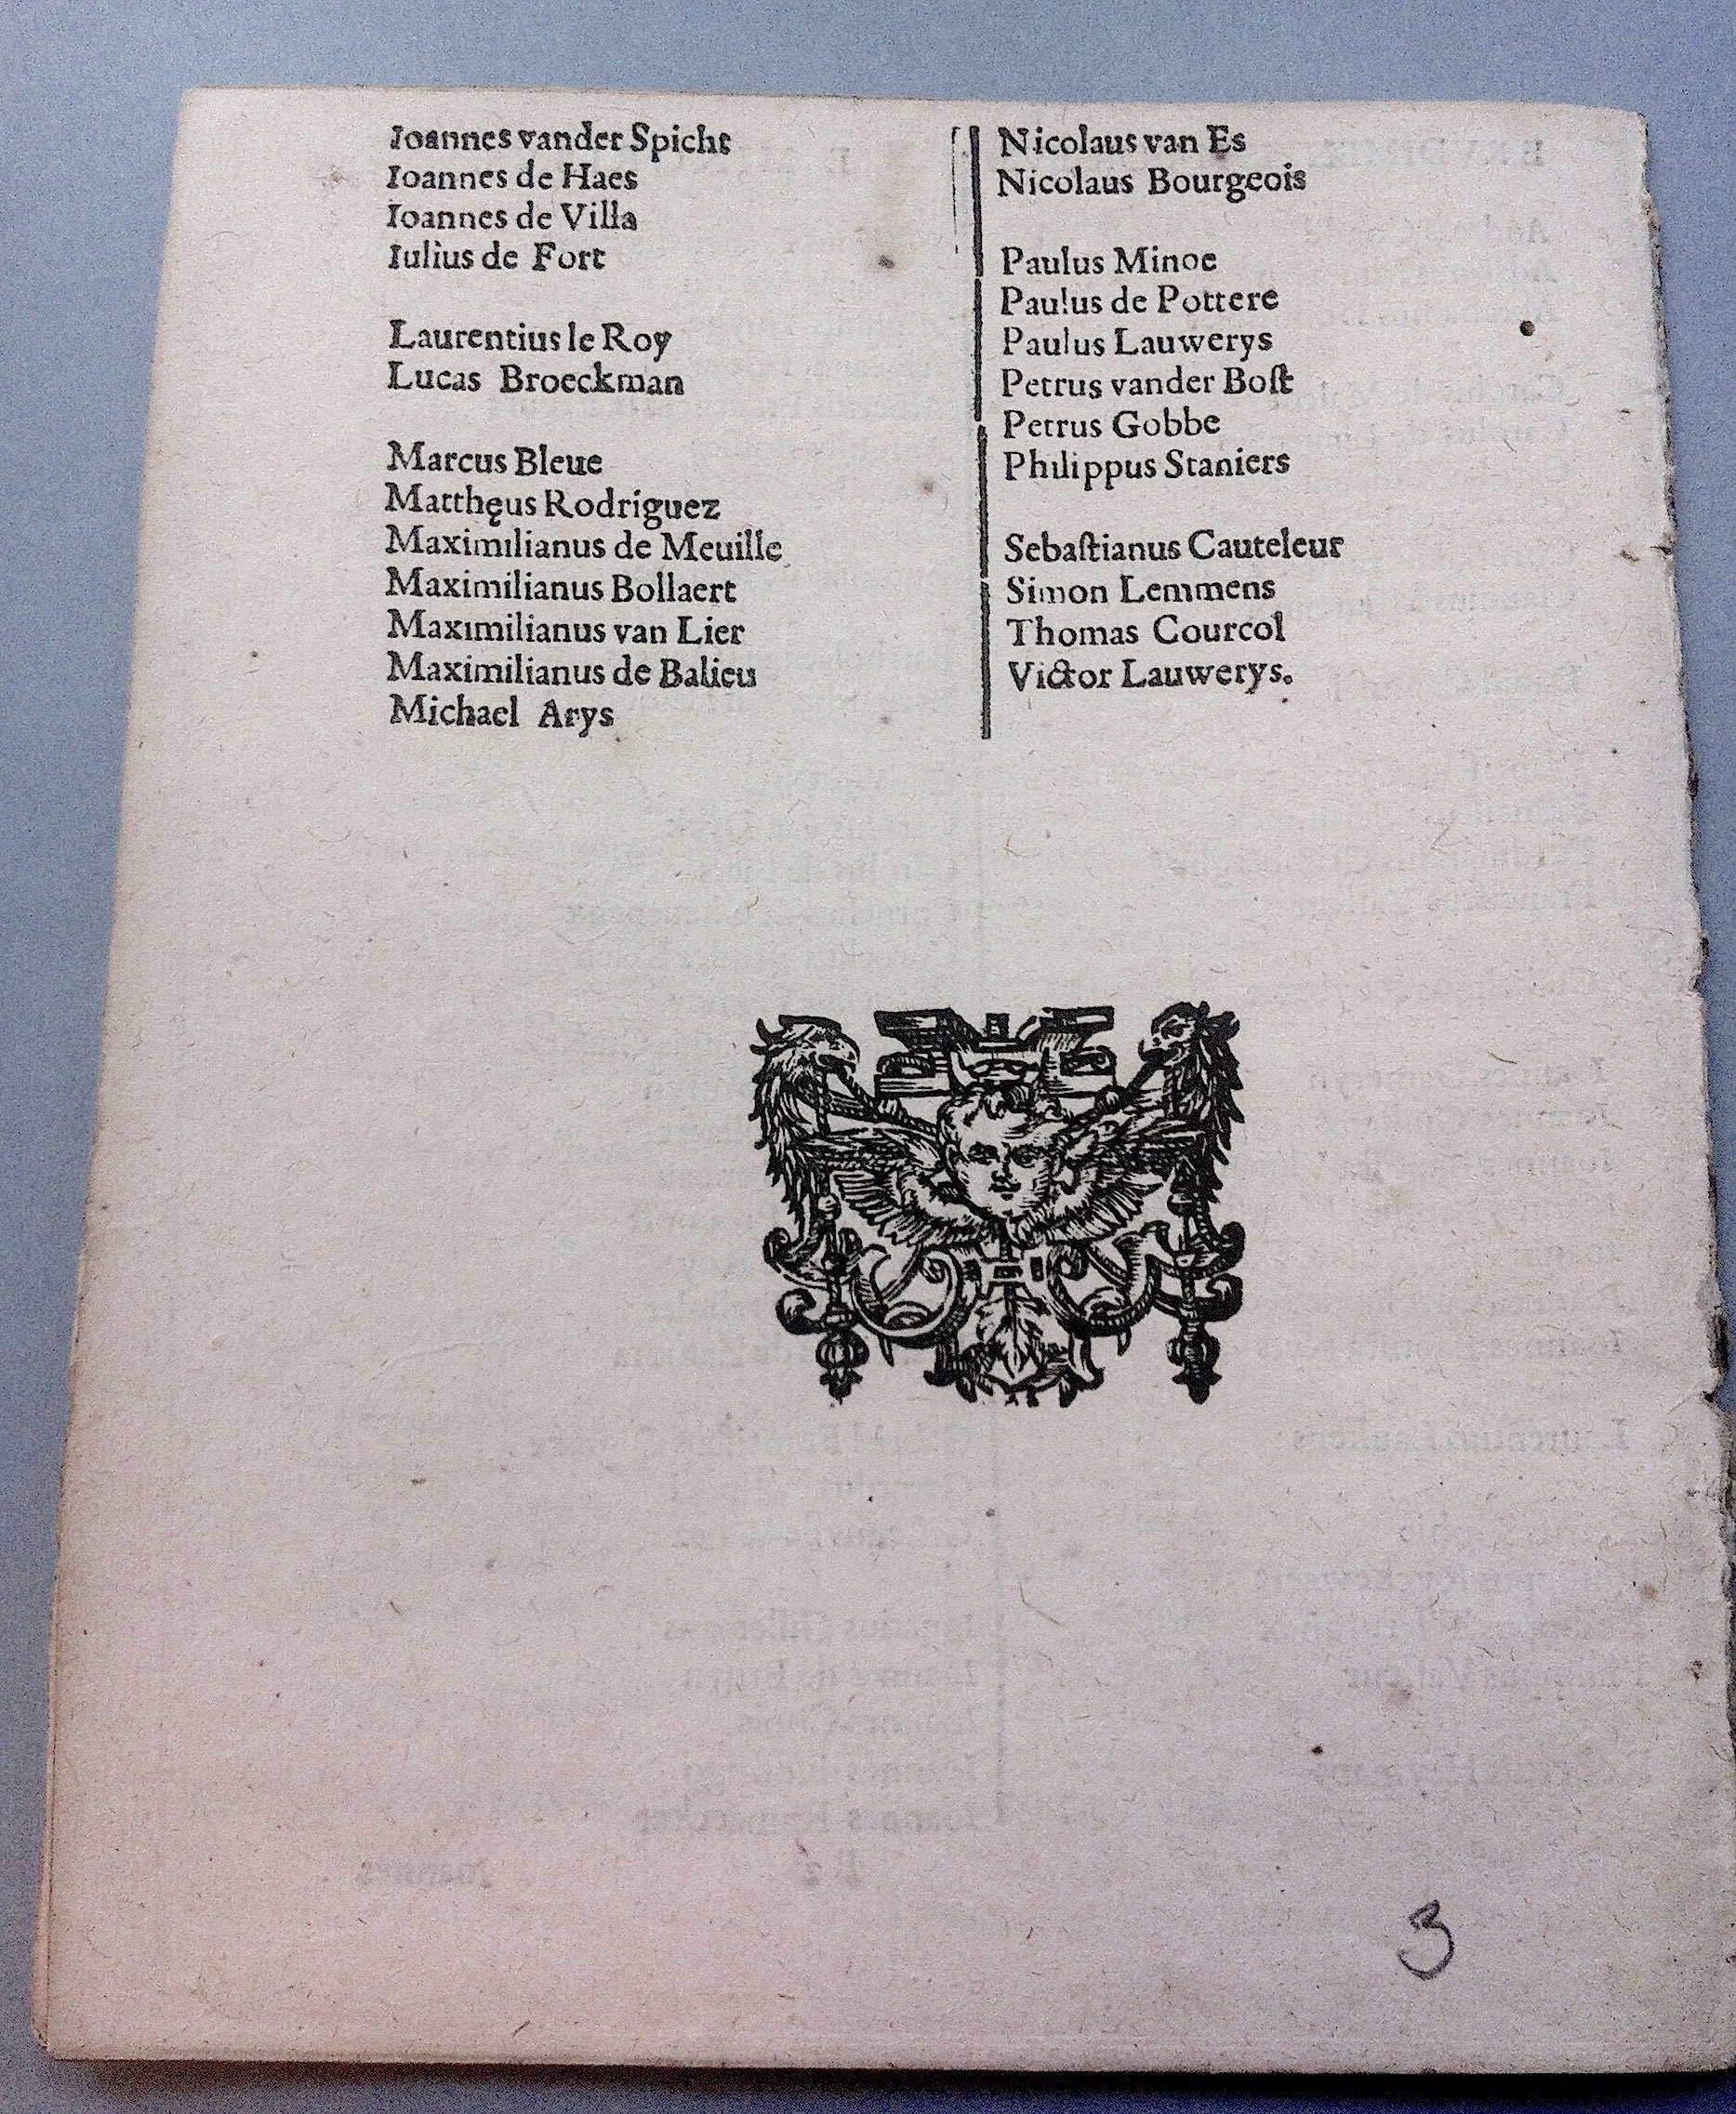 Ioannes vander Spicht
Ioannes de Haes
Ioannes de Villa
Iulius de Fort
Laurentius le Roy
Lucas Broeckman
Marcus Bleue
Matthęus Rodriguez
Maximilianus de Meuille
Maximilianus Bollaert
Maximilianus van Lier
Maximilianus de Balieu
Michael Arys
Nicolaus van Es
Nicolaus Bourgeois
Paulus Minoe
Paulus de Pottere
Paulus Lauwerys
Petrus vander Boſt
Petrus Gobbe
Philippus Staniers
Sebaſtianus Cauteleur
Simon Lemmens
Thomas Courcol
Victor Lauwerys.
3